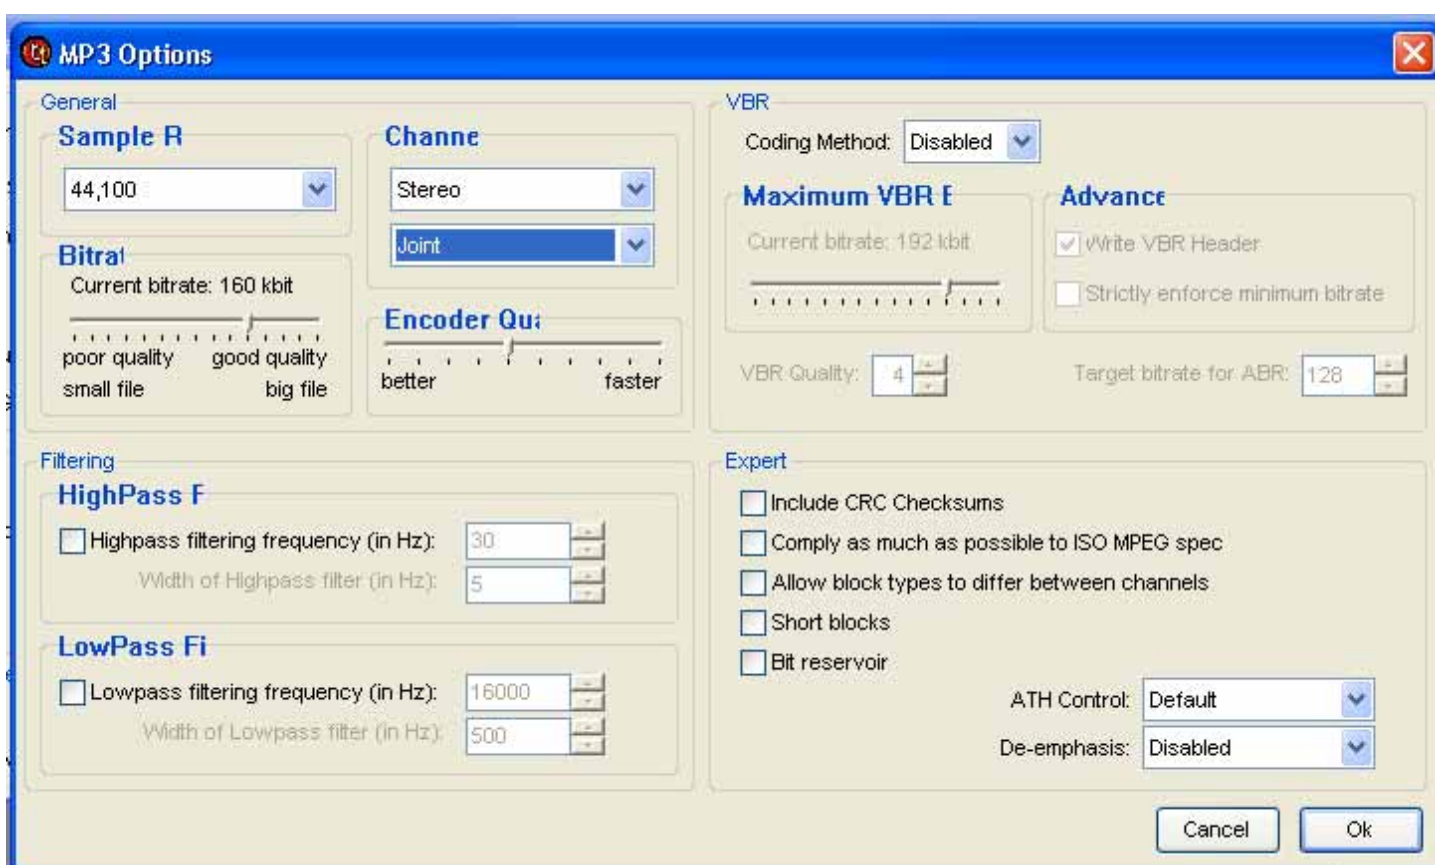 MP3 Options
General
Sample R
44,100
Channe
Stereo
Joint
Bitrat
Current bitrate: 160 kbit
poor quality good quality
small file big file
Encoder Qua
better faster
VBR
Coding Method: Disabled
Maximum VBR B
Current bitrate: 192 kbit
Advance
Write VBR Header
Strictly enforce minimum bitrate
VBR Quality: 4
Target bitrate for ABR: 128
Filtering
HighPass F
Highpass filtering frequency (in Hz): 30
Width of Highpass filter (in Hz): 5
LowPass Fi
Lowpass filtering frequency (in Hz): 16000
Width of Lowpass filter (in Hz): 500
Expert
Include CRC Checksums
Comply as much as possible to ISO MPEG spec
Allow block types to differ between channels
Short blocks
Bit reservoir
ATH Control: Default
De-emphasis: Disabled
Cancel
Ok